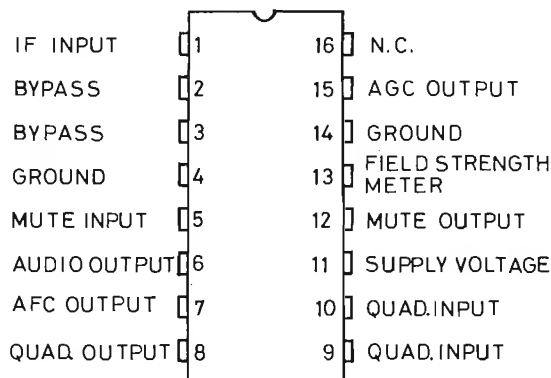 IF INPUT 1 16 N.C.
BYPASS 2 15 AGC OUTPUT
BYPASS 3 14 GROUND
GROUND 4 13 FIELD STRENGTH
METER
MUTE INPUT 5 12 MUTE OUTPUT
AUDIO OUTPUT 6 11 SUPPLY VOLTAGE
AFC OUTPUT 7 10 QUAD.INPUT
QUAD. OUTPUT 8 9 QUAD.INPUT